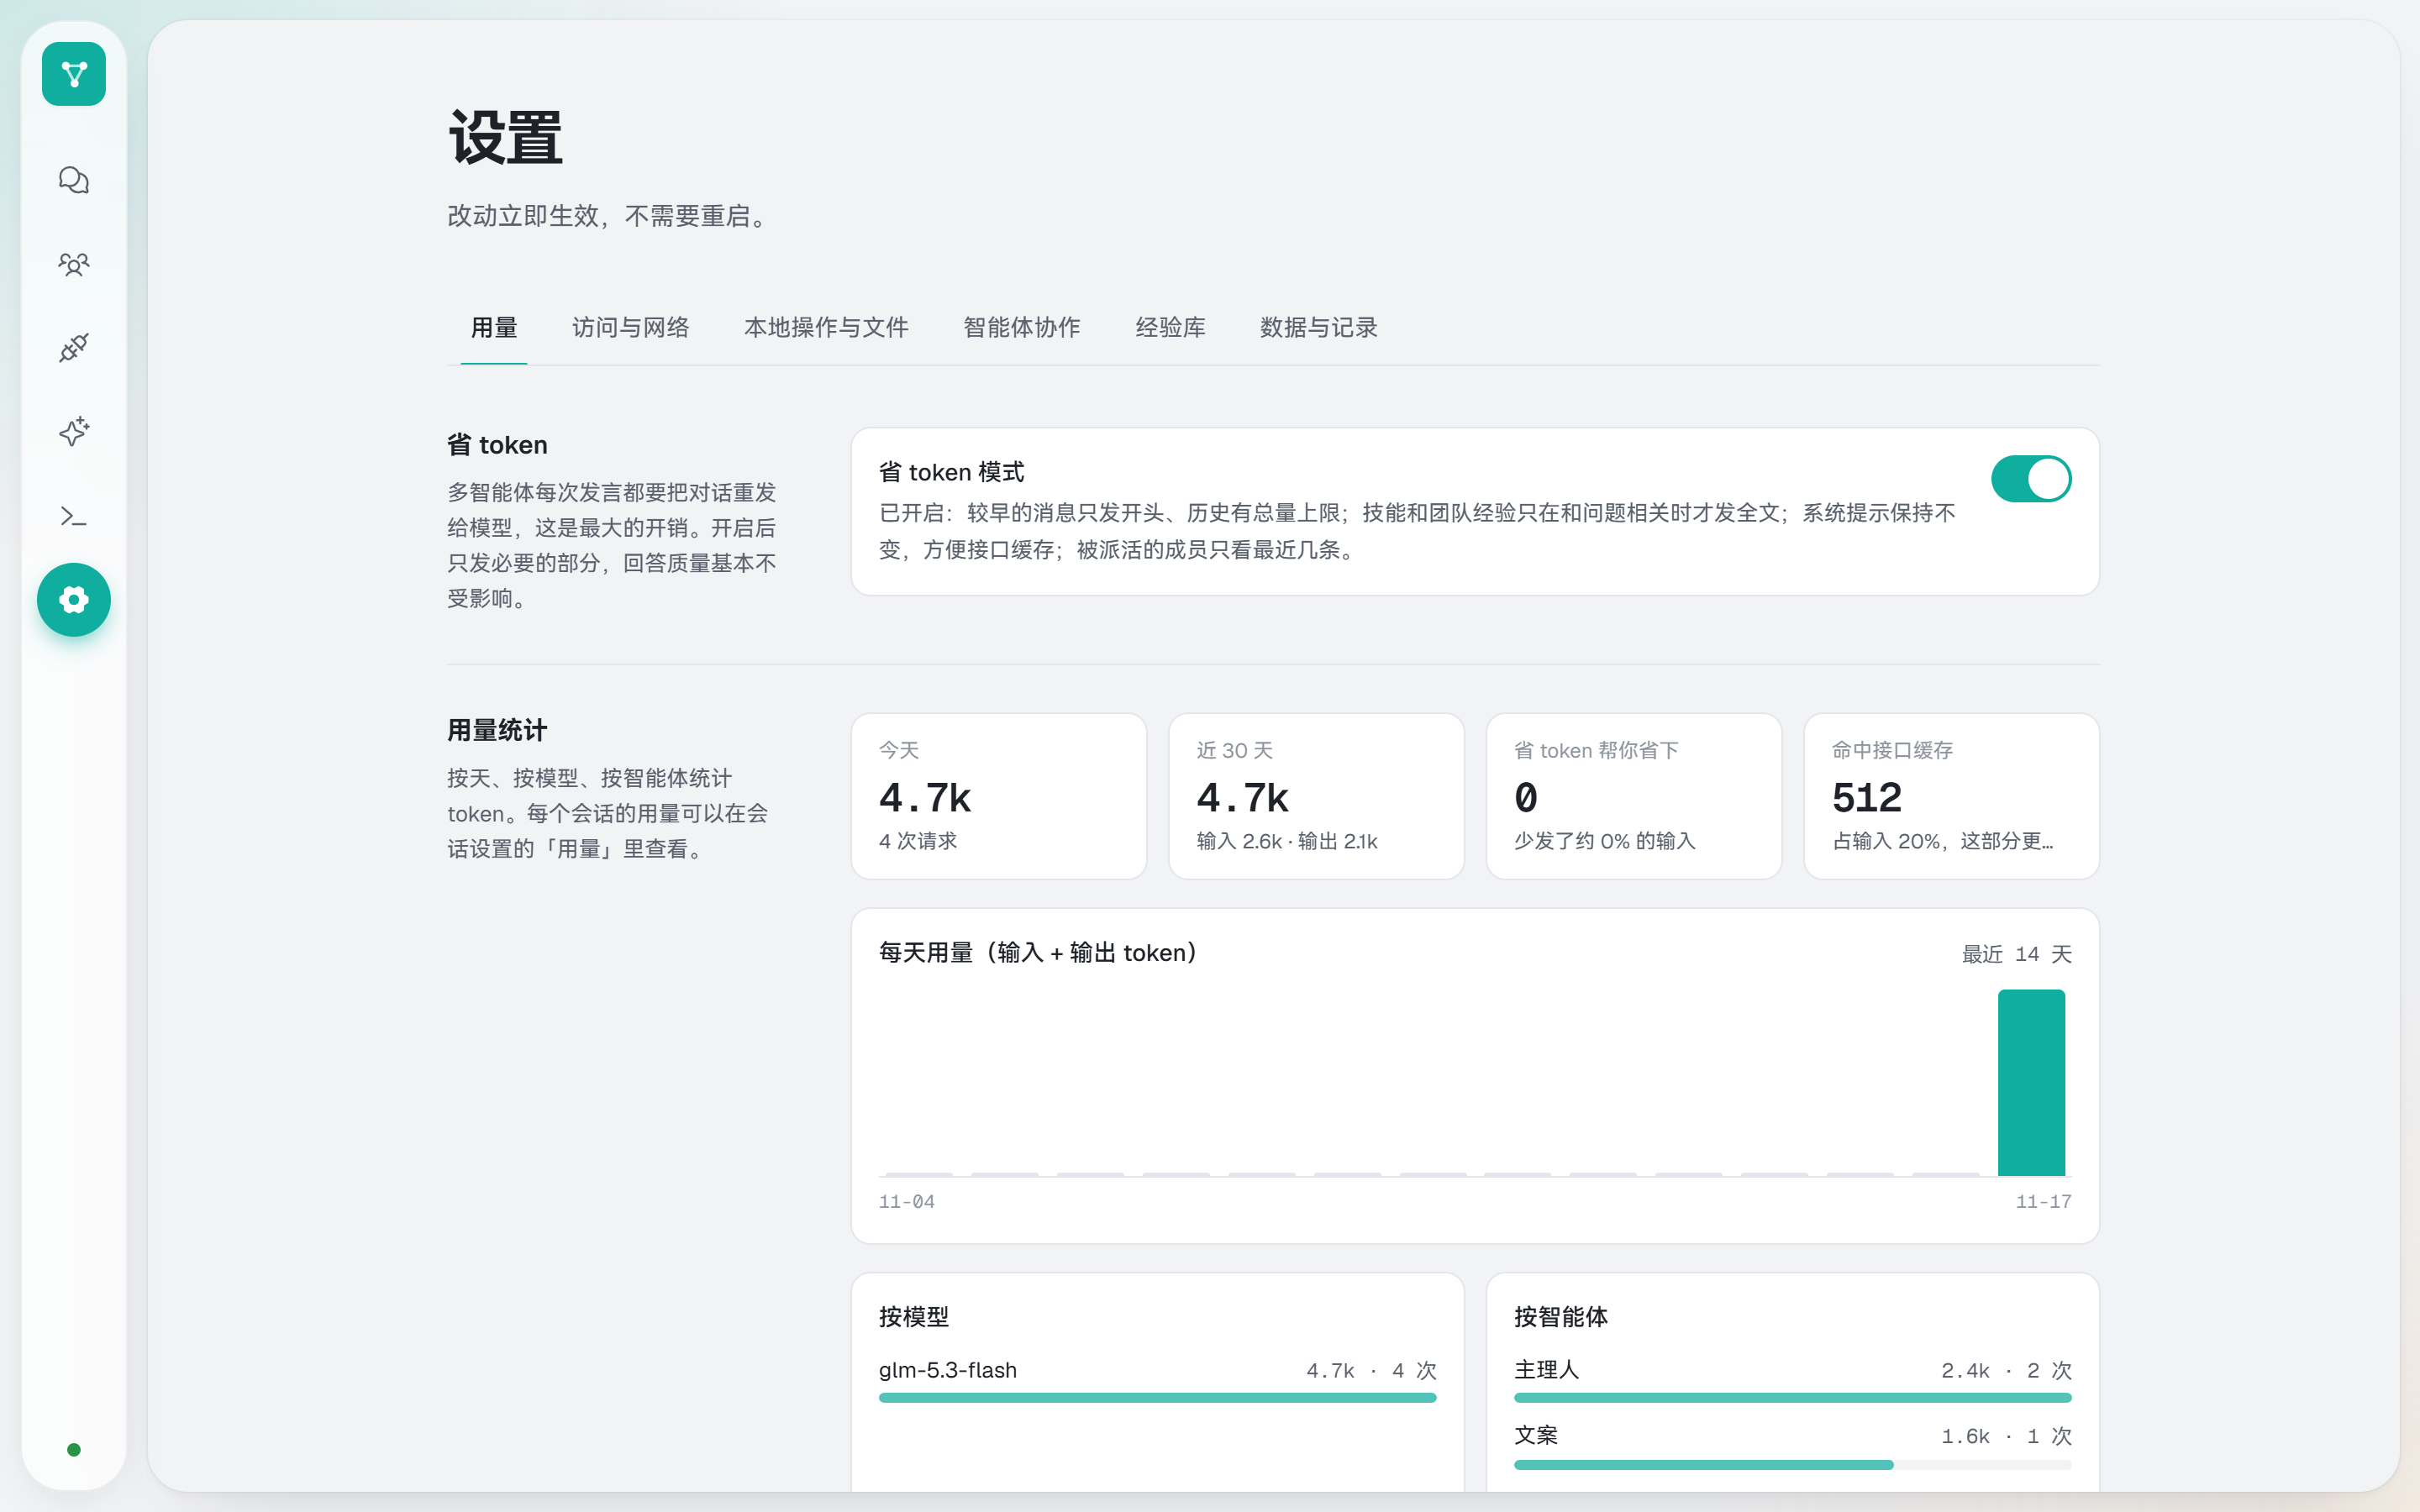 设置
改动立即生效，不需要重启。
用量
访问与网络
本地操作与文件
智能体协作
经验库
数据与记录
省 token
多智能体每次发言都要把对话重发
给模型，这是最大的开销。开启后
只发必要的部分，回答质量基本不
受影响。
省 token 模式
已开启：较早的消息只发开头、历史有总量上限；技能和团队经验只在和问题相关时才发全文；系统提示保持不
变，方便接口缓存；被派活的成员只看最近几条。
用量统计
按天、按模型、按智能体统计
token。每个会话的用量可以在会
话设置的「用量」里查看。
今天
4.7k
4 次请求
近 30 天
4.7k
输入 2.6k · 输出 2.1k
省 token 帮你省下
0
少发了约 0% 的输入
命中接口缓存
512
占输入 20%，这部分更...
每天用量（输入 + 输出 token）
最近 14 天
11-04
11-17
按模型
glm-5.3-flash
4.7k · 4 次
按智能体
主理人
2.4k · 2 次
文案
1.6k · 1 次